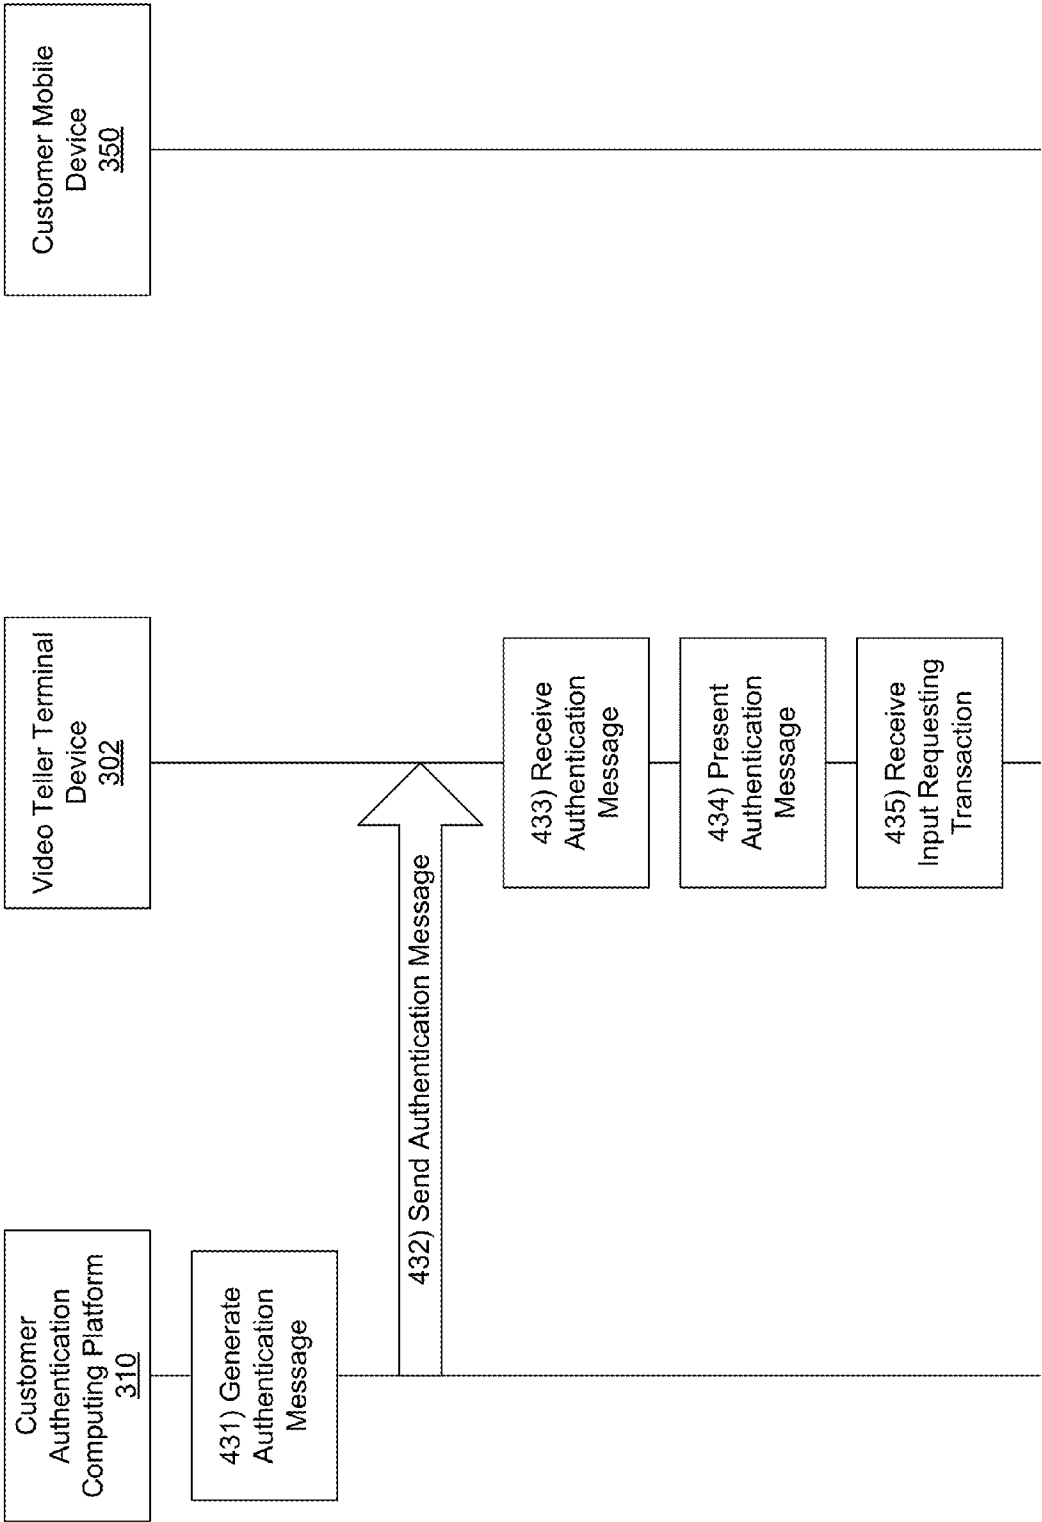 Customer
Authentication
Computing Platform
310
Video Teller Terminal
Device
302
Customer Mobile
Device
350
431) Generate
Authentication
Message
432) Send Authentication Message
433) Receive
Authentication
Message
434) Present
Authentication
Message
435) Receive
Input Requesting
Transaction